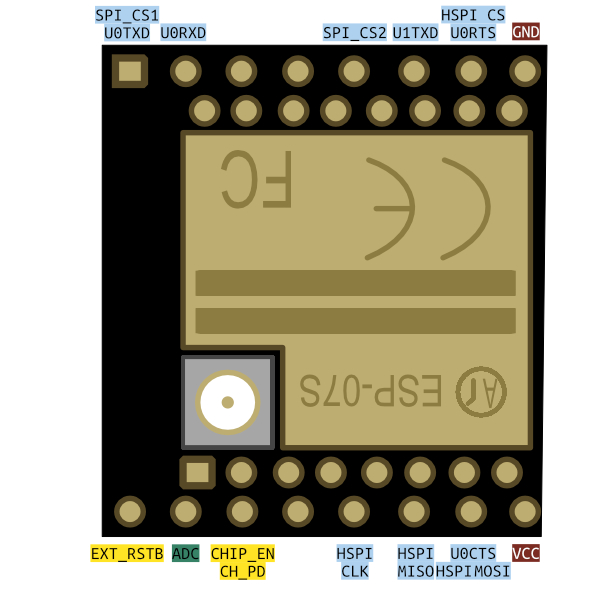 SPI_CS1 HSPI CS
U0TXD U0RXD SPI_CS2 U1TXD U0RTS GND
FC CE
ESP-07S AI
EXT_RSTB ADC CHIP_EN HSPI HSPI U0CTS VCC
CH_PD CLK MISO HSPIMOSI